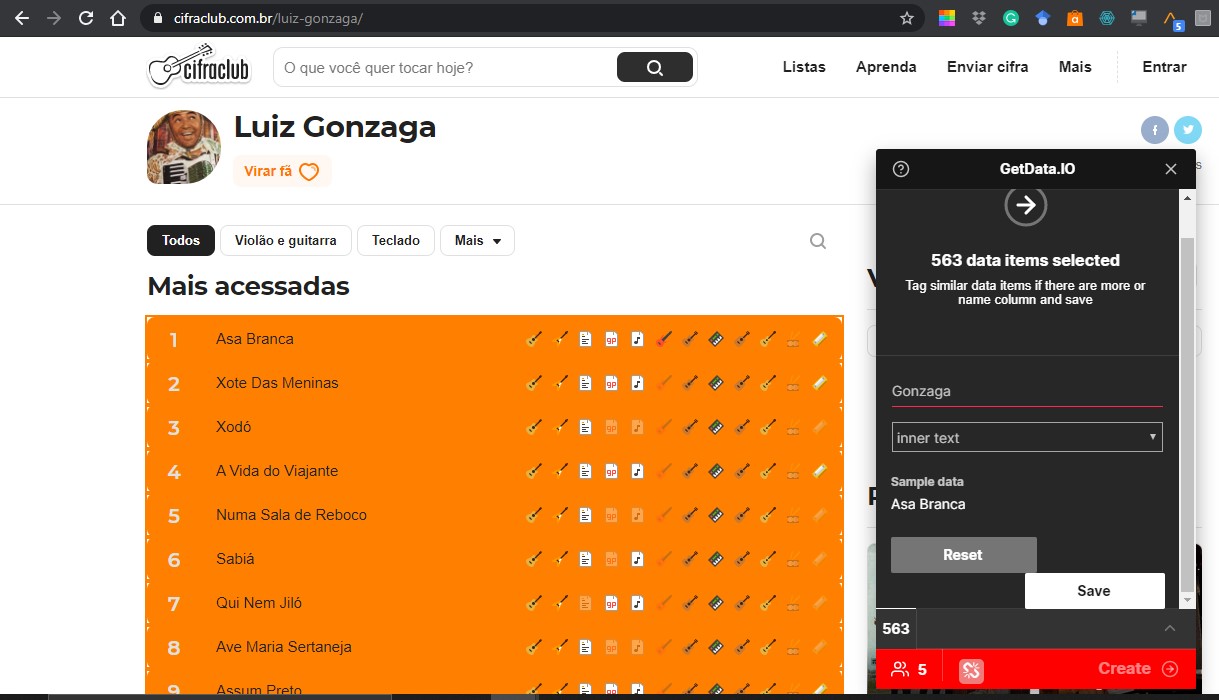 cifraclub.com.br/luiz-gonzaga/
5
cifraclub
O que você quer tocar hoje?
Listas
Aprenda
Enviar cifra
Mais
Entrar
Luiz Gonzaga
Virar fã
Todos
Violão e guitarra
Teclado
Mais
Mais acessadas
1 Asa Branca
2 Xote Das Meninas
3 Xodó
4 A Vida do Viajante
5 Numa Sala de Reboco
6 Sabiá
7 Qui Nem Jiló
8 Ave Maria Sertaneja
9 Assum Preto
GetData.IO
563 data items selected
Tag similar data items if there are more or
name column and save
Gonzaga
inner text
Sample data
Asa Branca
Reset
Save
563
5
Create